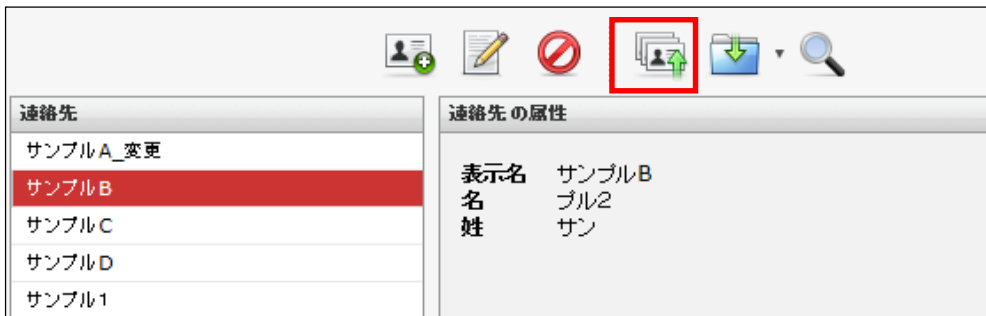 連絡先
サンプルA_変更
サンプルB
サンプルC
サンプルD
サンプル1
連絡先の属性
表示名 サンプルB
名 プル2
姓 サン